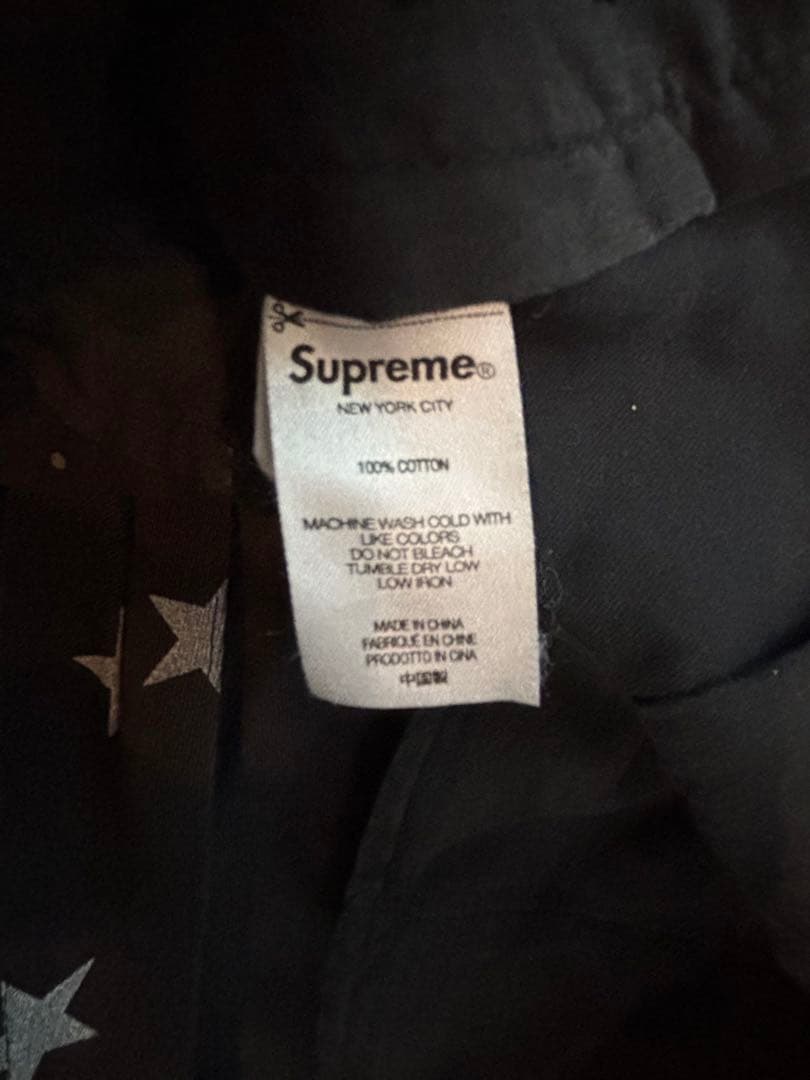 Supreme®
NEW YORK CITY
100% COTTON
MACHINE WASH COLD WITH
LIKE COLORS
DO NOT BLEACH
TUMBLE DRY LOW
LOW IRON
MADE IN CHINA
FABRIQUÉ EN CHINE
PRODOTTO IN CINA
中国製